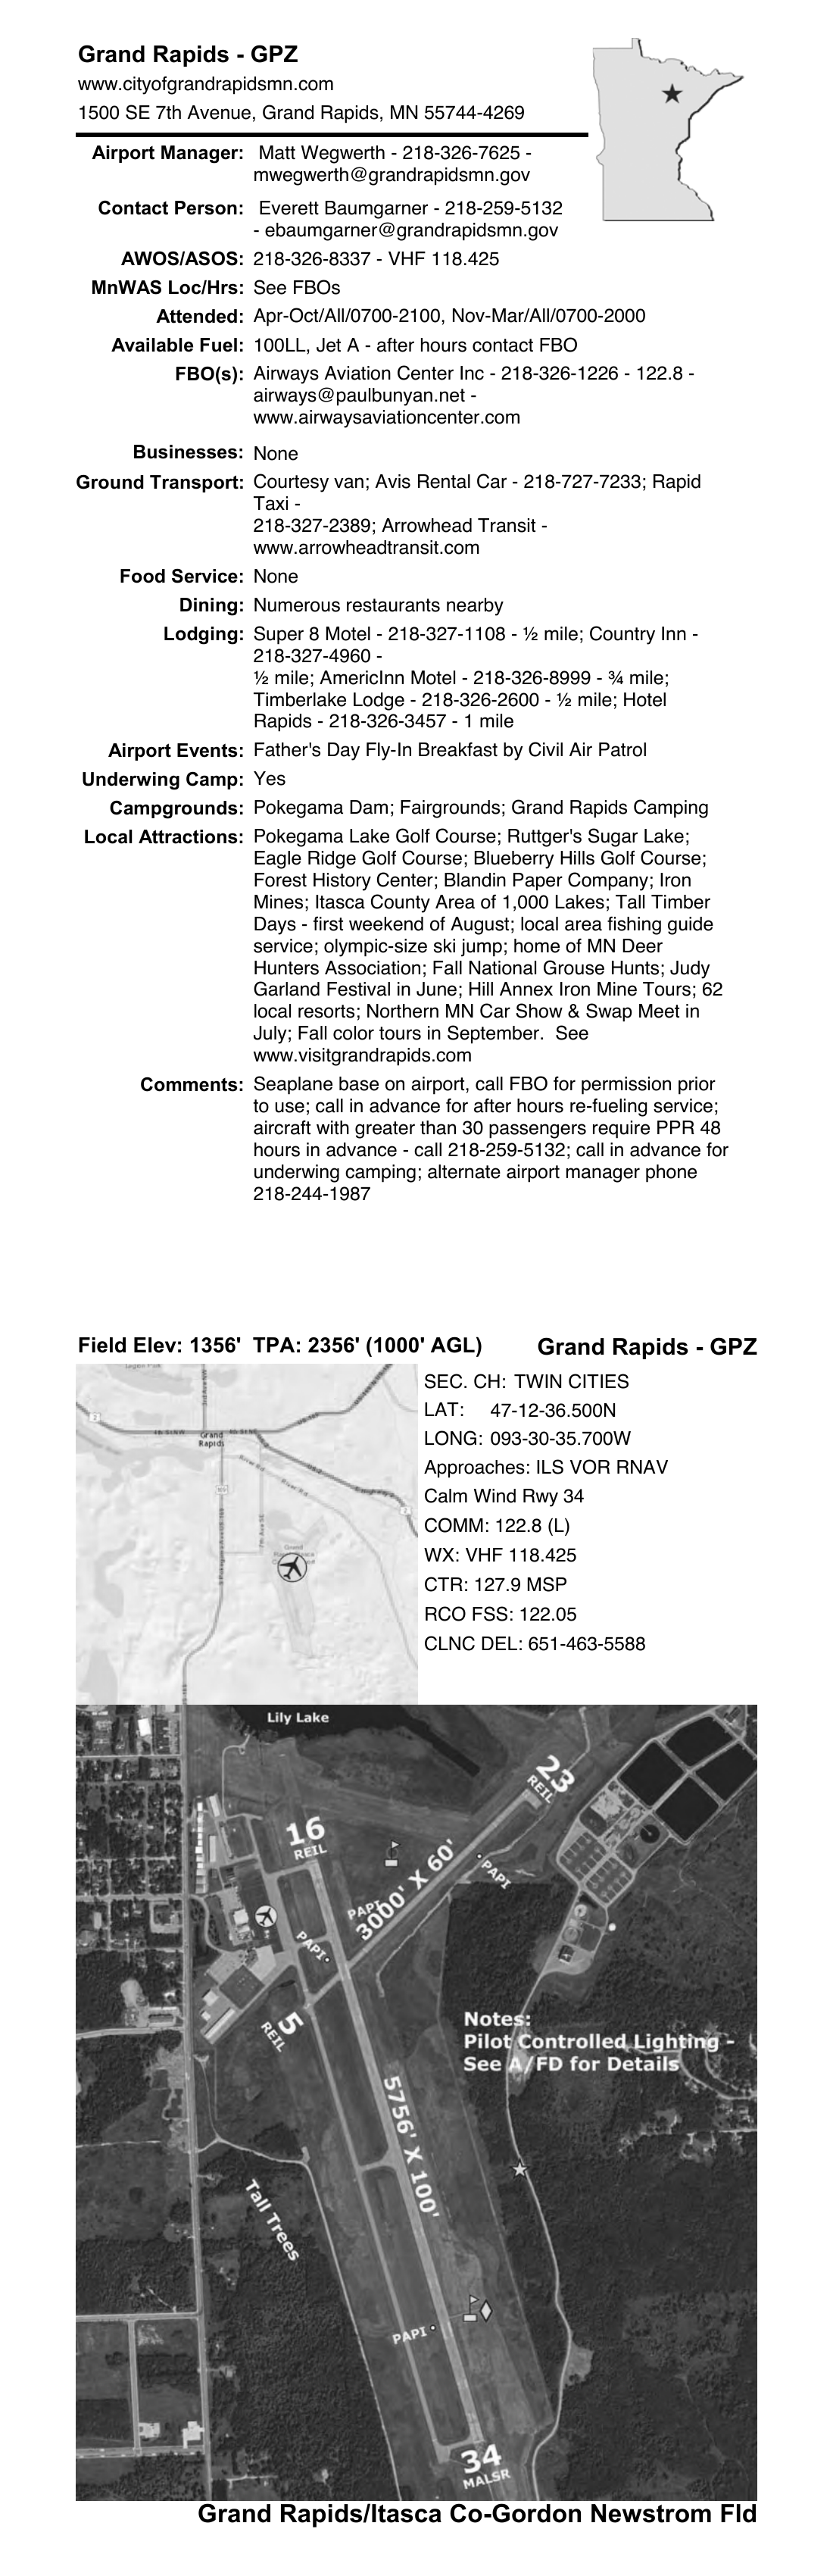 Grand Rapids - GPZ
www.cityofgrandrapidsmn.com
1500 SE 7th Avenue, Grand Rapids, MN 55744-4269
Airport Manager: Matt Wegwerth - 218-326-7625 -
mwegwerth@grandrapidsmn.gov
Contact Person: Everett Baumgarner - 218-259-5132
- ebaumgarner@grandrapidsmn.gov
AWOS/ASOS: 218-326-8337 - VHF 118.425
MnWAS Loc/Hrs: See FBOs
Attended: Apr-Oct/All/0700-2100, Nov-Mar/All/0700-2000
Available Fuel: 100LL, Jet A - after hours contact FBO
FBO(s): Airways Aviation Center Inc - 218-326-1226 - 122.8 -
airways@paulbunyan.net -
www.airwaysaviationcenter.com
Businesses: None
Ground Transport: Courtesy van; Avis Rental Car - 218-727-7233; Rapid
Taxi -
218-327-2389; Arrowhead Transit -
www.arrowheadtransit.com
Food Service: None
Dining: Numerous restaurants nearby
Lodging: Super 8 Motel - 218-327-1108 - ½ mile; Country Inn -
218-327-4960 -
½ mile; AmericInn Motel - 218-326-8999 - ¾ mile;
Timberlake Lodge - 218-326-2600 - ½ mile; Hotel
Rapids - 218-326-3457 - 1 mile
Airport Events: Father's Day Fly-In Breakfast by Civil Air Patrol
Underwing Camp: Yes
Campgrounds: Pokegama Dam; Fairgrounds; Grand Rapids Camping
Local Attractions: Pokegama Lake Golf Course; Ruttger's Sugar Lake;
Eagle Ridge Golf Course; Blueberry Hills Golf Course;
Forest History Center; Blandin Paper Company; Iron
Mines; Itasca County Area of 1,000 Lakes; Tall Timber
Days - first weekend of August; local area fishing guide
service; olympic-size ski jump; home of MN Deer
Hunters Association; Fall National Grouse Hunts; Judy
Garland Festival in June; Hill Annex Iron Mine Tours; 62
local resorts; Northern MN Car Show & Swap Meet in
July; Fall color tours in September.  See
www.visitgrandrapids.com
Comments: Seaplane base on airport, call FBO for permission prior
to use; call in advance for after hours re-fueling service;
aircraft with greater than 30 passengers require PPR 48
hours in advance - call 218-259-5132; call in advance for
underwing camping; alternate airport manager phone
218-244-1987
Field Elev: 1356'  TPA: 2356' (1000' AGL)
Grand Rapids - GPZ
SEC. CH: TWIN CITIES
LAT: 47-12-36.500N
LONG: 093-30-35.700W
Approaches: ILS VOR RNAV
Calm Wind Rwy 34
COMM: 122.8 (L)
WX: VHF 118.425
CTR: 127.9 MSP
RCO FSS: 122.05
CLNC DEL: 651-463-5588
Grand
Rapids
2
169
2
Grand
Lily Lake
23
REIL
16
REIL
3000' X 60'
PAPI
PAPI
PAPI
5
REIL
Notes:
Pilot Controlled Lighting -
See A/FD for Details
5756' X 100'
Tall Trees
PAPI
34
MALSR
Grand Rapids/Itasca Co-Gordon Newstrom Fld